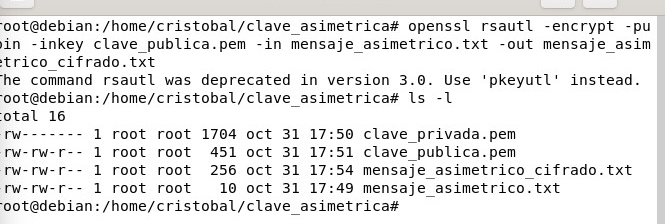 root@debian:/home/cristobal/clave_asimetrica# openssl rsautl -encrypt -pu
bin -inkey clave_publica.pem -in mensaje_asimetrico.txt -out mensaje_asim
etrico_cifrado.txt
The command rsautl was deprecated in version 3.0. Use 'pkeyutl' instead.
root@debian:/home/cristobal/clave_asimetrica# ls -l
total 16
-rw------- 1 root root 1704 oct 31 17:50 clave_privada.pem
-rw-rw-r-- 1 root root  451 oct 31 17:51 clave_publica.pem
-rw-rw-r-- 1 root root  256 oct 31 17:54 mensaje_asimetrico_cifrado.txt
-rw-rw-r-- 1 root root   10 oct 31 17:49 mensaje_asimetrico.txt
root@debian:/home/cristobal/clave_asimetrica#